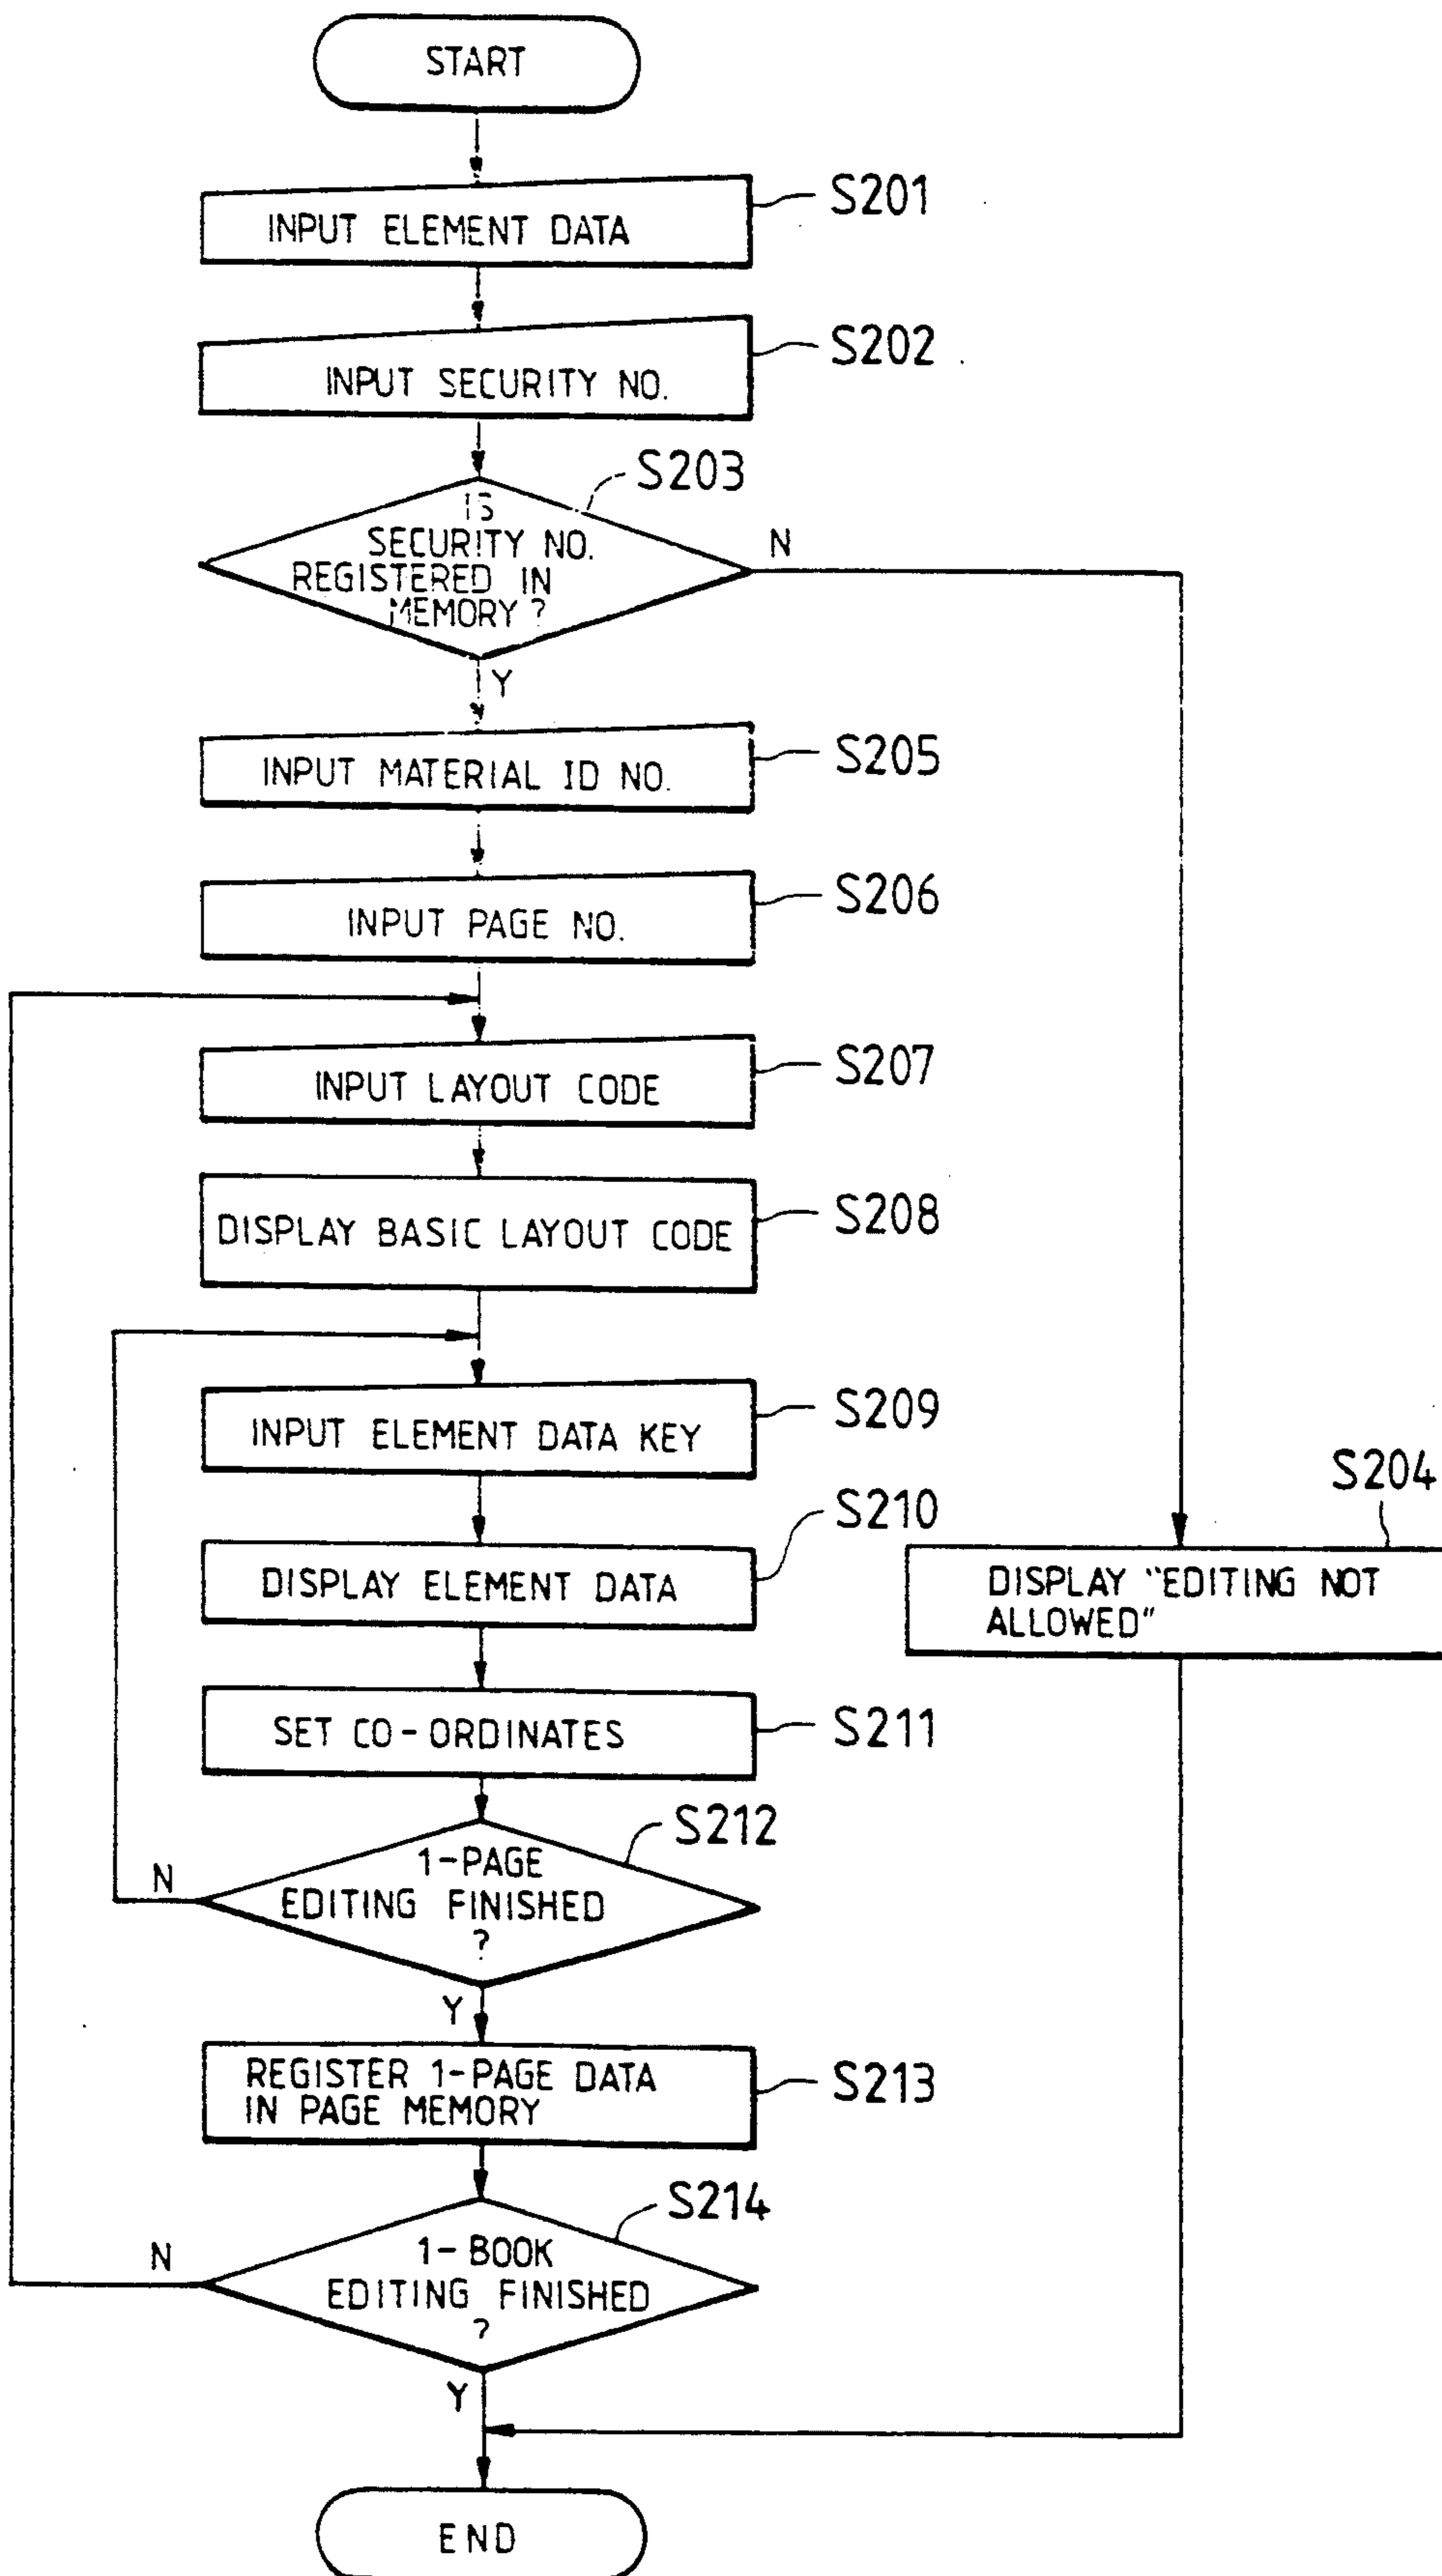 START
INPUT ELEMENT DATA
S201
INPUT SECURITY NO.
S202
S203
IS
SECURITY NO.
REGISTERED IN
MEMORY ?
N
Y
INPUT MATERIAL ID NO.
S205
INPUT PAGE NO.
S206
INPUT LAYOUT CODE
S207
DISPLAY BASIC LAYOUT CODE
S208
INPUT ELEMENT DATA KEY
S209
S204
DISPLAY "EDITING NOT
ALLOWED"
S210
DISPLAY ELEMENT DATA
SET CO-ORDINATES
S211
S212
1-PAGE
EDITING FINISHED
?
N
Y
REGISTER 1-PAGE DATA
IN PAGE MEMORY
S213
S214
1-BOOK
EDITING FINISHED
?
N
Y
END